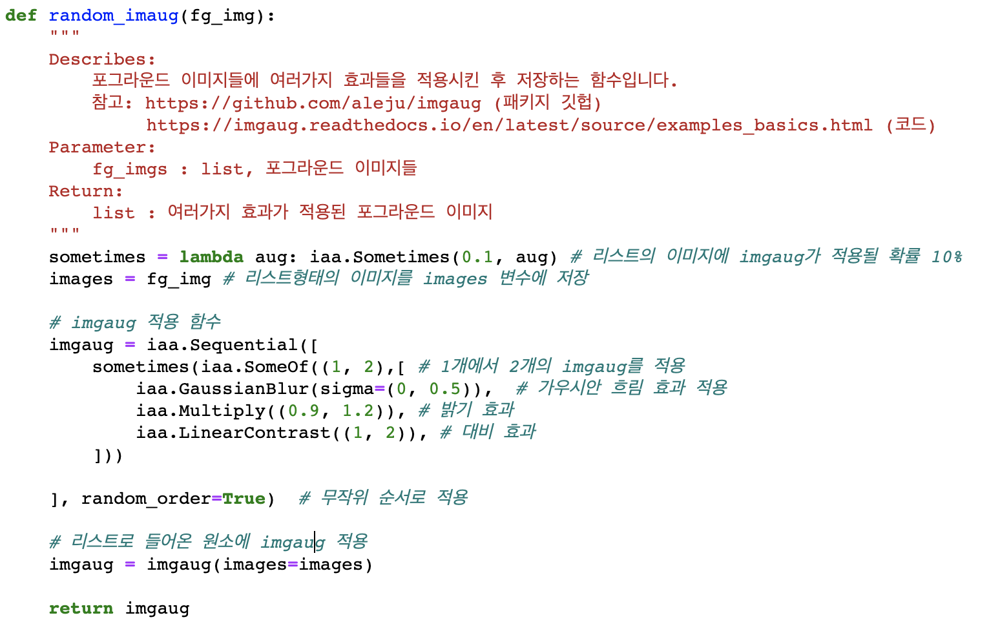 def random_imaug(fg_img):
    """
    Describes:
        포그라운드 이미지들에 여러가지 효과들을 적용시킨 후 저장하는 함수입니다.
        참고: https://github.com/aleju/imgaug (패키지 깃헙)
             https://imgaug.readthedocs.io/en/latest/source/examples_basics.html (코드)
    Parameter:
        fg_imgs : list, 포그라운드 이미지들
    Return:
        list : 여러가지 효과가 적용된 포그라운드 이미지
    """
    sometimes = lambda aug: iaa.Sometimes(0.1, aug) # 리스트의 이미지에 imgaug가 적용될 확률 10%
    images = fg_img # 리스트형태의 이미지를 images 변수에 저장

    # imgaug 적용 함수
    imgaug = iaa.Sequential([
        sometimes(iaa.SomeOf((1, 2),[ # 1개에서 2개의 imgaug를 적용
            iaa.GaussianBlur(sigma=(0, 0.5)),  # 가우시안 흐림 효과 적용
            iaa.Multiply((0.9, 1.2)), # 밝기 효과
            iaa.LinearContrast((1, 2)), # 대비 효과
        ]))

    ], random_order=True)  # 무작위 순서로 적용

    # 리스트로 들어온 원소에 imgaug 적용
    imgaug = imgaug(images=images)

    return imgaug